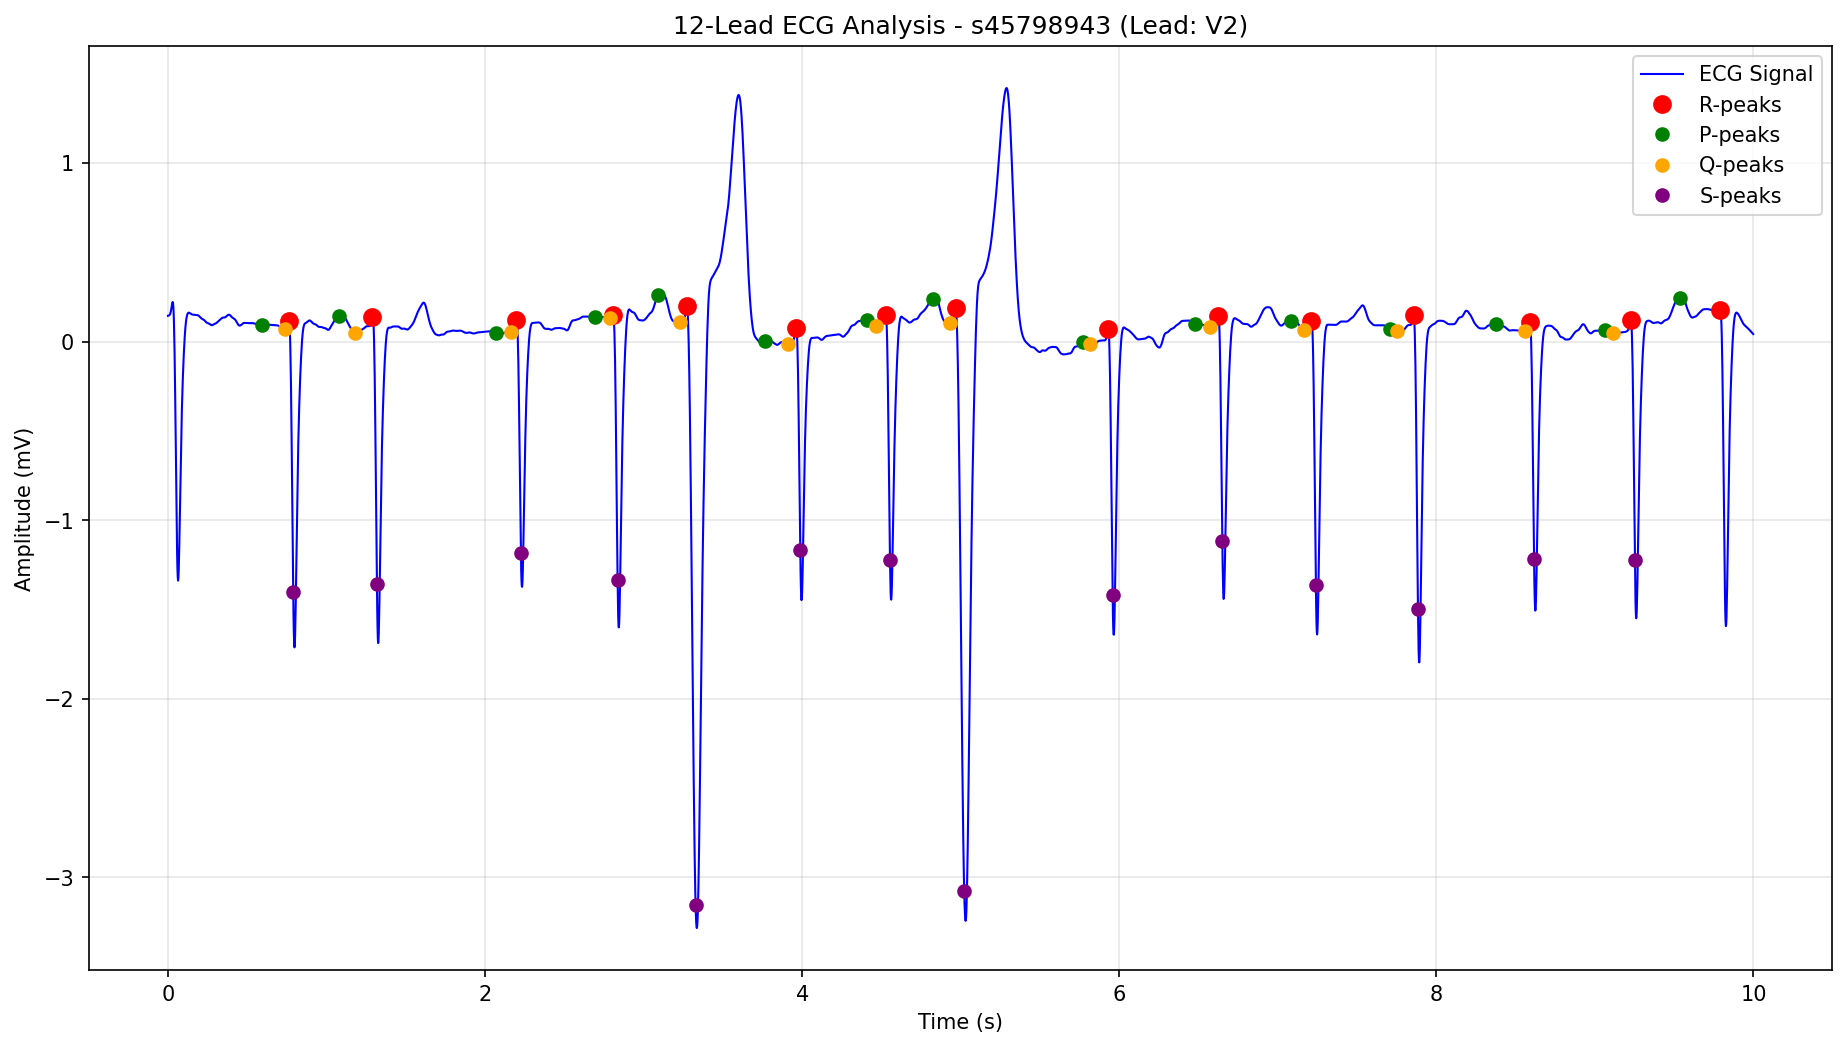 12-Lead ECG Analysis - s45798943 (Lead: V2)
ECG Signal
R-peaks
P-peaks
Q-peaks
S-peaks
Amplitude (mV)
1
0
−1
−2
−3
0 2 4 6 8 10
Time (s)